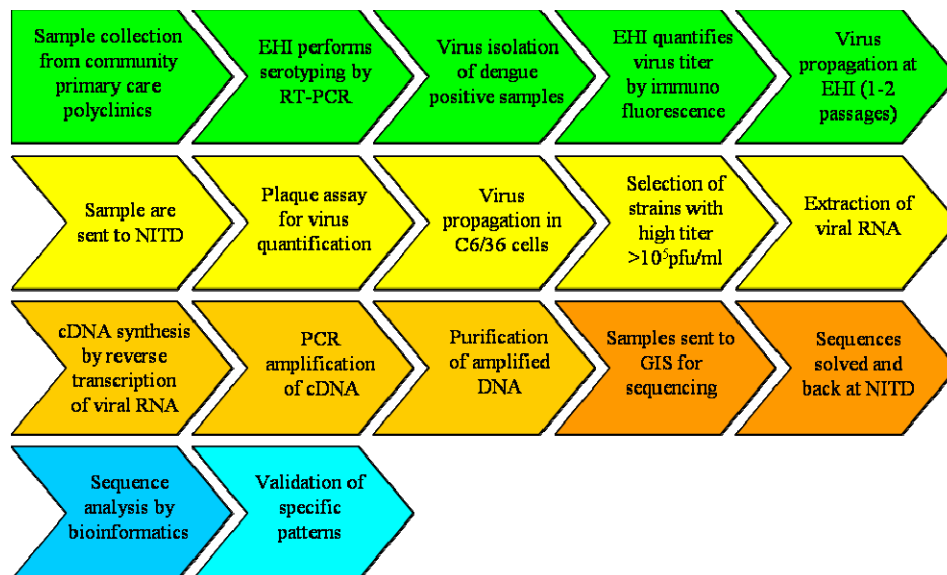 Sample collection
from community
primary care
polyclinics
EHI performs
serotyping by
RT-PCR
Virus isolation
of dengue
positive samples
EHI quantifies
virus titer
by immuno
fluorescence
Virus
propagation at
EHI (1-2
passages)
Sample are
sent to NITD
Plaque assay
for virus
quantification
Virus
propagation in
C6/36 cells
Selection of
strains with
high titer
>10⁵pfu/ml
Extraction of
viral RNA
cDNA synthesis
by reverse
transcription
of viral RNA
PCR
amplification
of cDNA
Purification
of amplified
DNA
Samples sent to
GIS for
sequencing
Sequences
solved and
back at NITD
Sequence
analysis by
bioinformatics
Validation of
specific
patterns